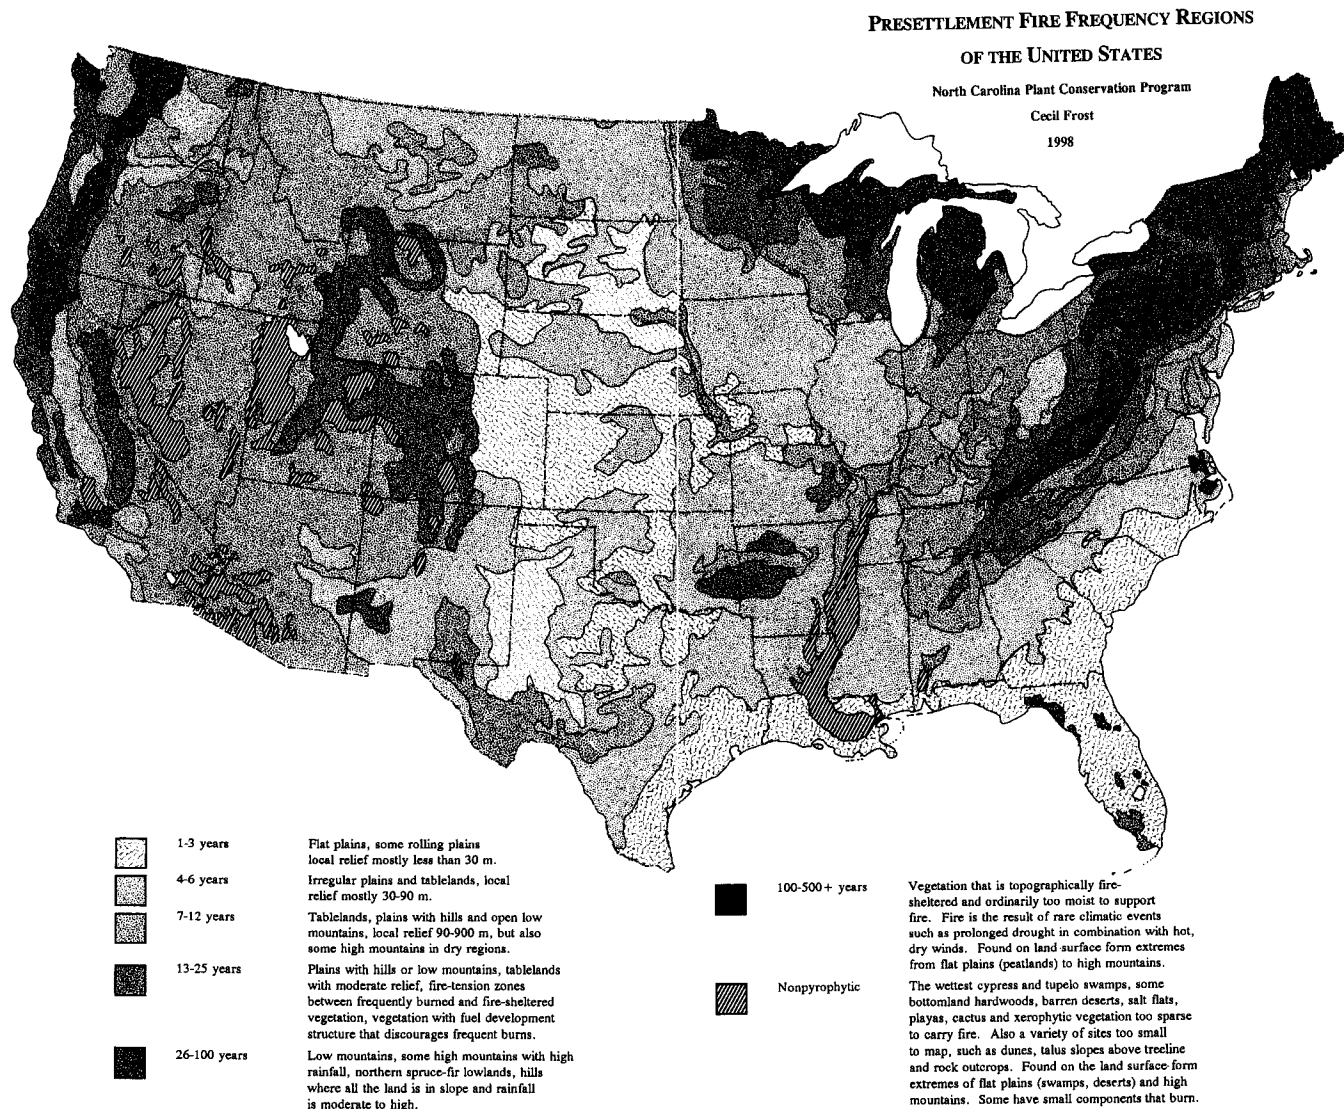 PRESETTLEMENT FIRE FREQUENCY REGIONS
OF THE UNITED STATES
North Carolina Plant Conservation Program
Cecil Frost
1998
1-3 years
Flat plains, some rolling plains
local relief mostly less than 30 m.
4-6 years
Irregular plains and tablelands, local
relief mostly 30-90 m.
7-12 years
Tablelands, plains with hills and open low
mountains, local relief 90-900 m, but also
some high mountains in dry regions.
13-25 years
Plains with hills or low mountains, tablelands
with moderate relief, fire-tension zones
between frequently burned and fire-sheltered
vegetation, vegetation with fuel development
structure that discourages frequent burns.
26-100 years
Low mountains, some high mountains with high
rainfall, northern spruce-fir lowlands, hills
where all the land is in slope and rainfall
is moderate to high.
100-500+ years
Vegetation that is topographically fire-
sheltered and ordinarily too moist to support
fire. Fire is the result of rare climatic events
such as prolonged drought in combination with hot,
dry winds. Found on land surface form extremes
from flat plains (peatlands) to high mountains.
Nonpyrophytic
The wettest cypress and tupelo swamps, some
bottomland hardwoods, barren deserts, salt flats,
playas, cactus and xerophytic vegetation too sparse
to carry fire. Also a variety of sites too small
to map, such as dunes, talus slopes above treeline
and rock outcrops. Found on the land surface form
extremes of flat plains (swamps, deserts) and high
mountains. Some have small components that burn.